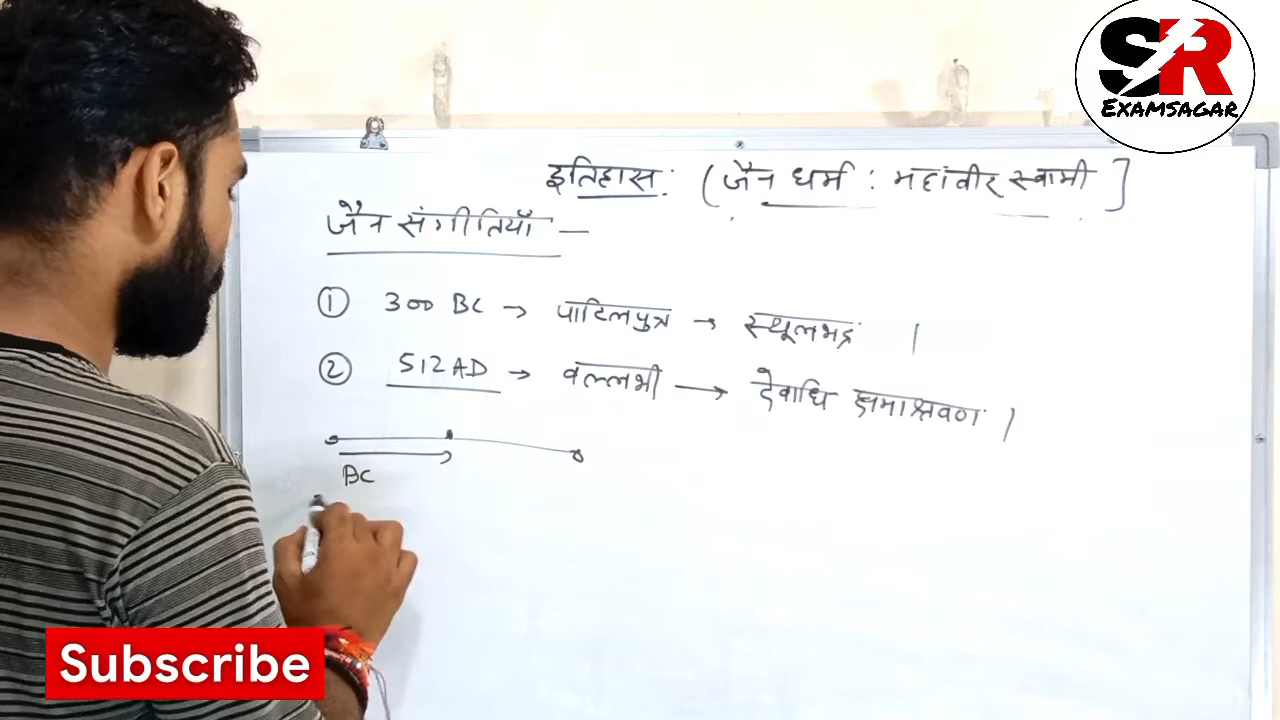 SR
EXAMSAGAR
इतिहास: (जैन धर्म : महावीर स्वामी ]
जैन संगीतियाँ —
① 300 BC → पाटिलपुत्र → स्थूलभद्र |
② 512 AD → वल्लभी → देवाधि क्षमाश्रवण |
BC
Subscribe